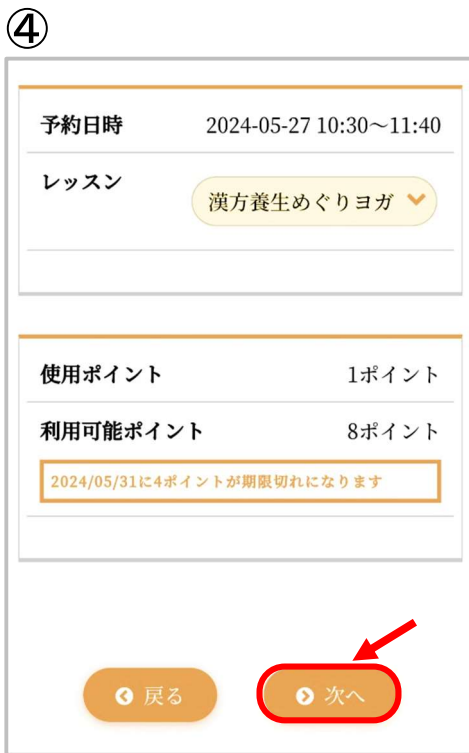 ④
予約日時 2024-05-27 10:30～11:40
レッスン
漢方養生めぐりヨガ
使用ポイント 1ポイント
利用可能ポイント 8ポイント
2024/05/31に4ポイントが期限切れになります
戻る 次へ